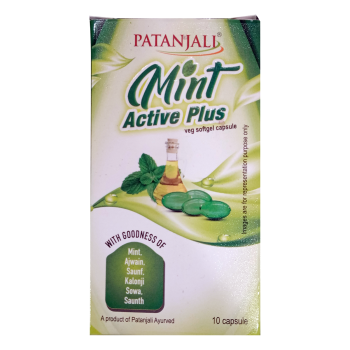 PATANJALI®
Mint
Active Plus
veg softgel capsule
Images are for representation purpose only
WITH GOODNESS OF
Mint,
Ajwain,
Saunf,
Kalonji
Sowa,
Saunth
A product of Patanjali Ayurved
10 capsule